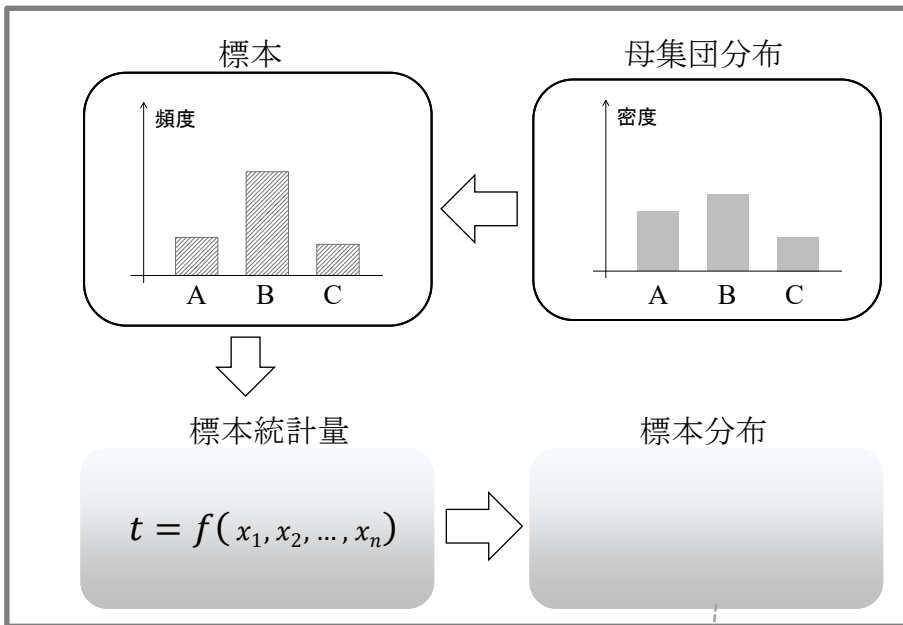 標本
頻度
A B C
母集団分布
密度
A B C
標本統計量
t = f( x₁, x₂, … , xₙ)
標本分布